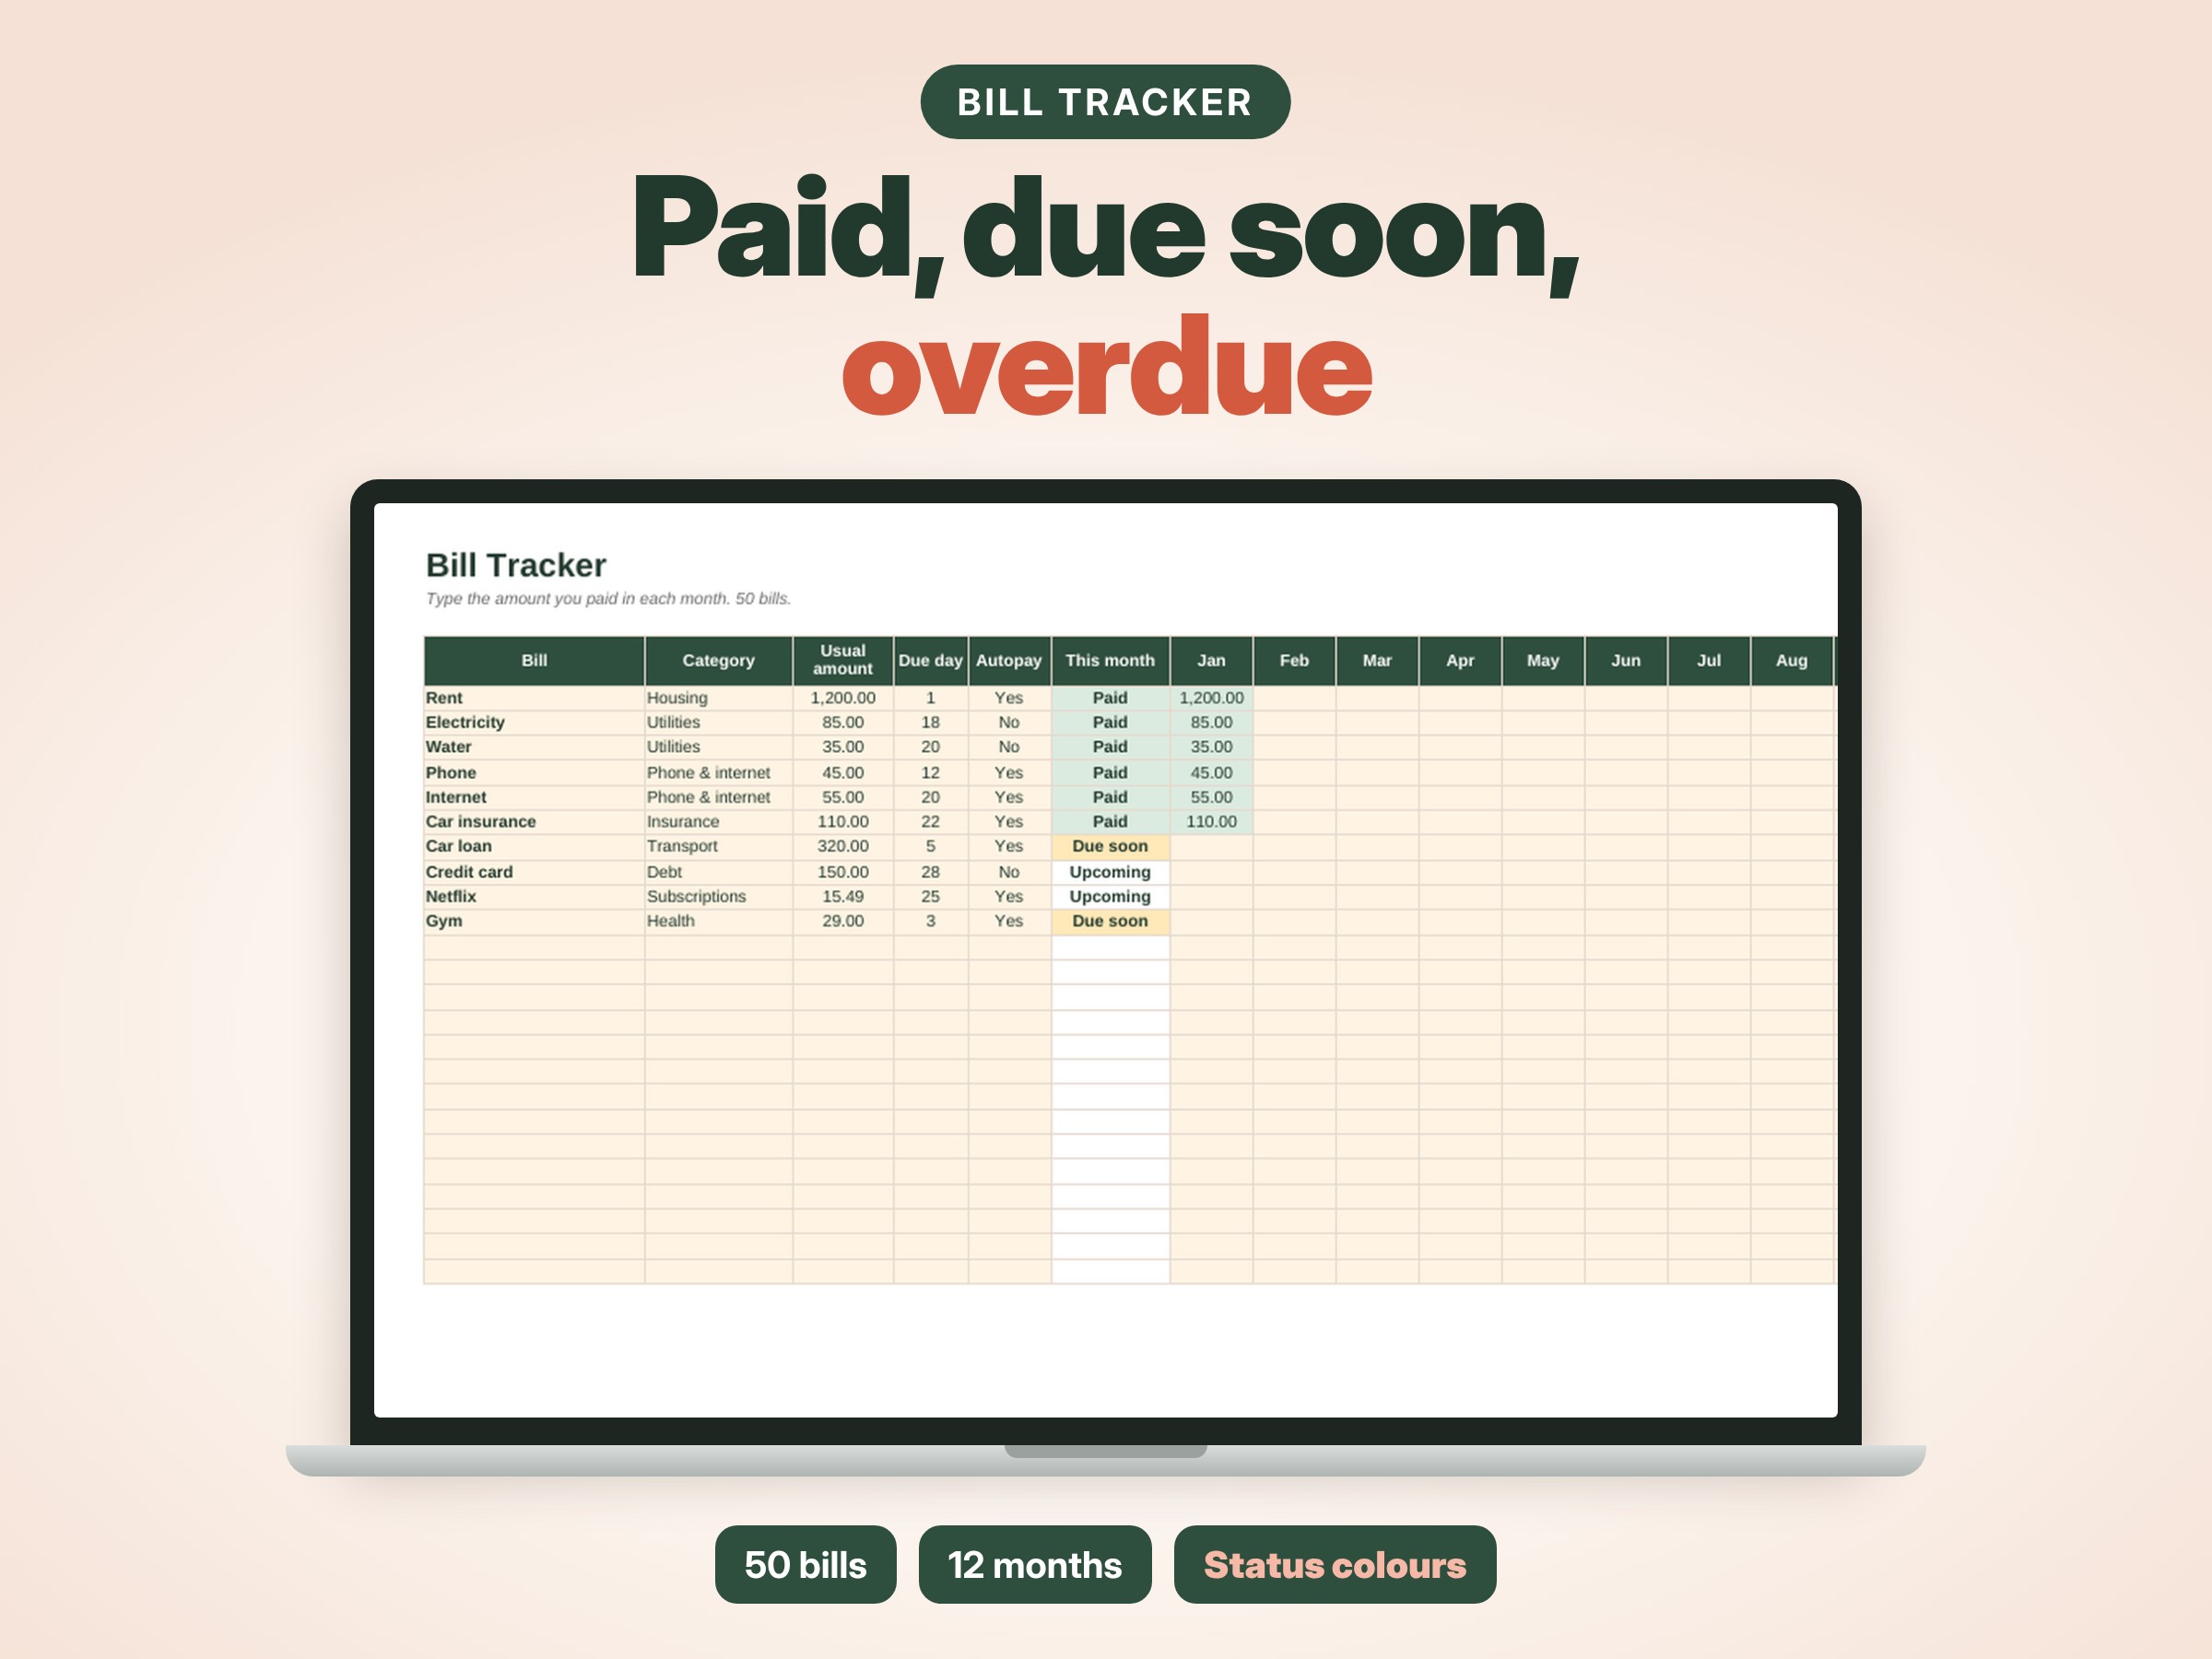 BILL TRACKER
Paid, due soon,
overdue
Bill Tracker
Type the amount you paid in each month. 50 bills.
Bill Category Usual amount Due day Autopay This month Jan Feb Mar Apr May Jun Jul Aug
Rent Housing 1,200.00 1 Yes Paid 1,200.00
Electricity Utilities 85.00 18 No Paid 85.00
Water Utilities 35.00 20 No Paid 35.00
Phone Phone & internet 45.00 12 Yes Paid 45.00
Internet Phone & internet 55.00 20 Yes Paid 55.00
Car insurance Insurance 110.00 22 Yes Paid 110.00
Car loan Transport 320.00 5 Yes Due soon
Credit card Debt 150.00 28 No Upcoming
Netflix Subscriptions 15.49 25 Yes Upcoming
Gym Health 29.00 3 Yes Due soon
50 bills 12 months Status colours